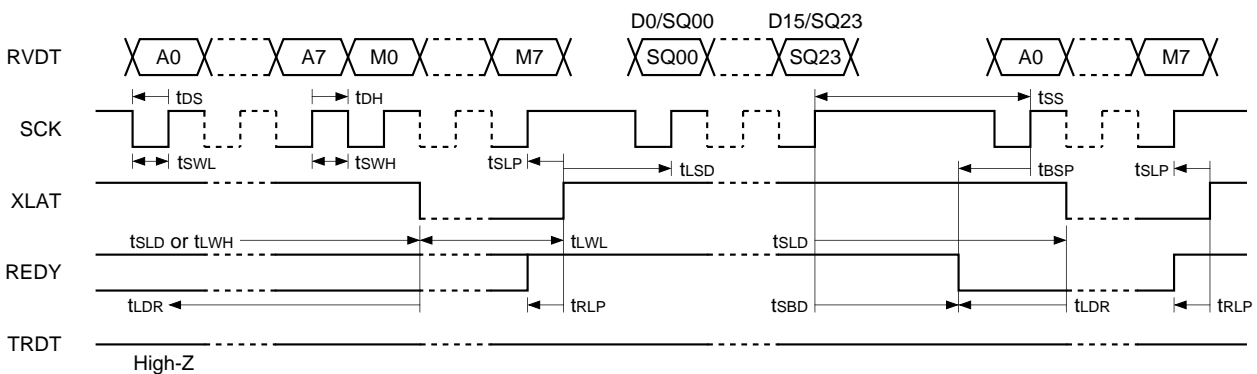 D0/SQ00 D15/SQ23
RVDT A0 A7 M0 M7 SQ00 SQ23 A0 M7
tDS tDH tSS
SCK
tSWL tSWH tSLP tLSD tBSP tSLP
XLAT
tSLD or tLWH tLWL tSLD
REDY
tLDR tRLP tSBD tLDR tRLP
TRDT
High-Z